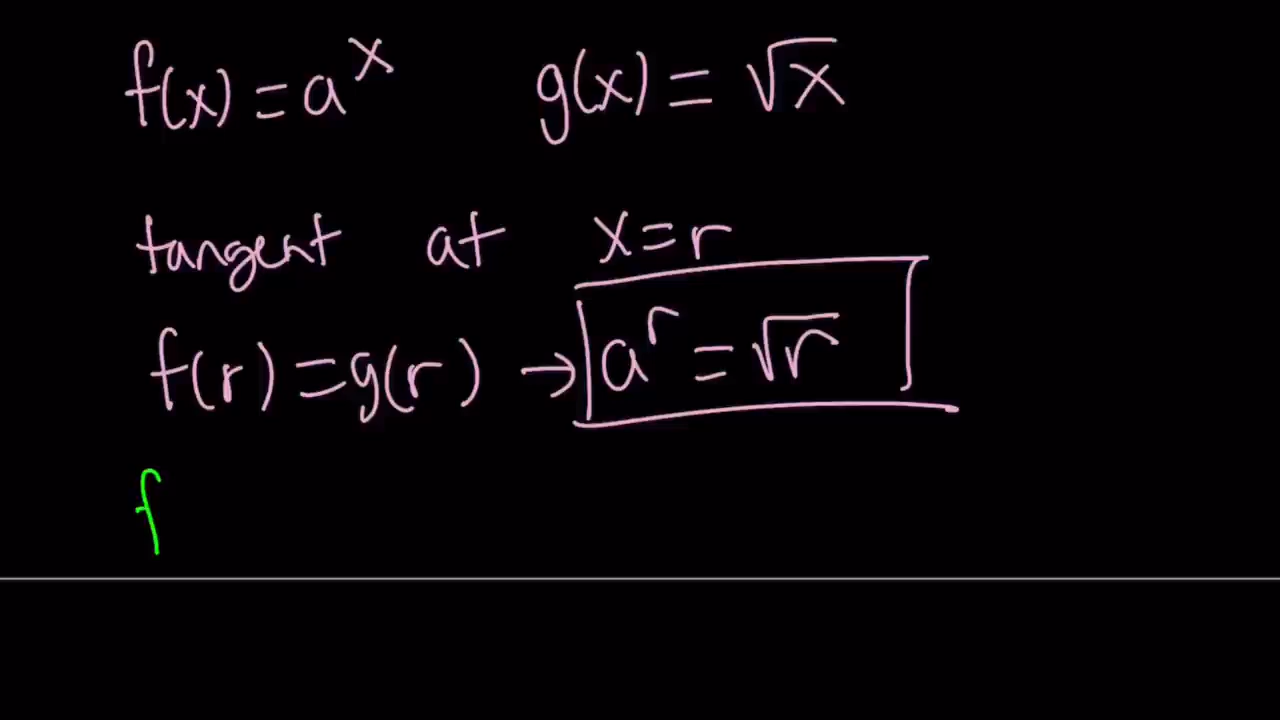 f(x) = a^x g(x) = √x
tangent at x = r
f(r) = g(r) → a^r = √r
f